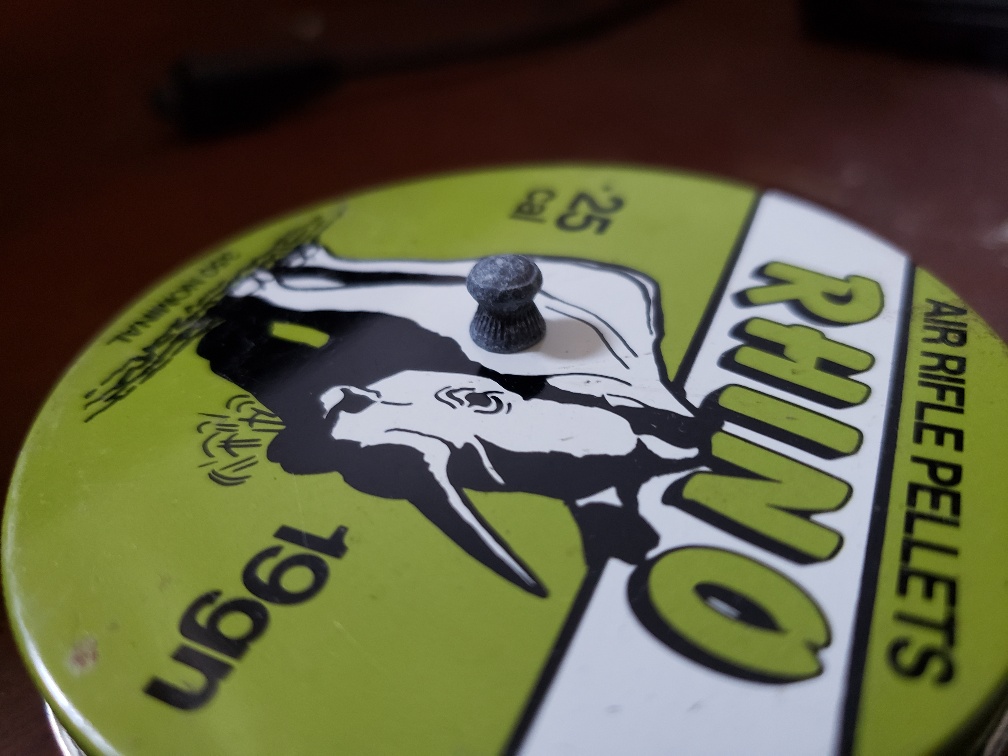 AIR RIFLE PELLETS
RHINO
.25
Cal
19gn